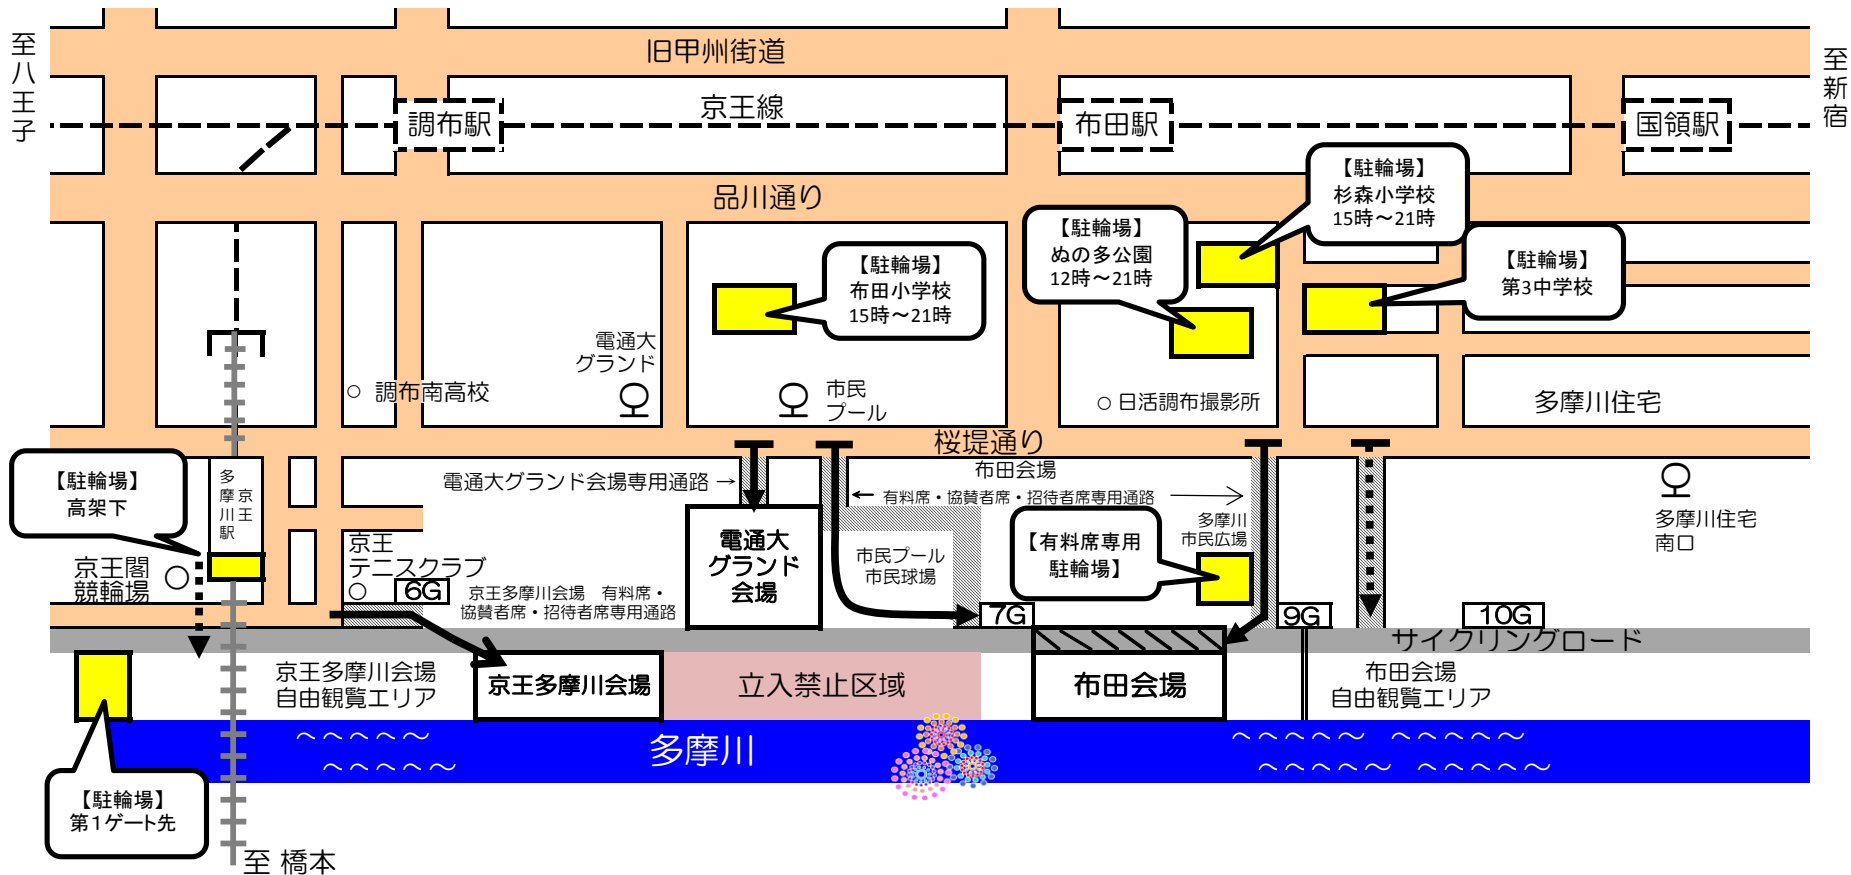 至八王子
旧甲州街道
至新宿
京王線
調布駅
布田駅
国領駅
品川通り
【駐輪場】
杉森小学校
15時～21時
【駐輪場】
ぬの多公園
12時～21時
【駐輪場】
布田小学校
15時～21時
【駐輪場】
第3中学校
電通大
グランド
○ 調布南高校
市民
プール
○日活調布撮影所
多摩川住宅
桜堤通り
【駐輪場】
高架下
京王
多摩川駅
電通大グランド会場専用通路→
布田会場
←有料席・協賛者席・招待者席専用通路→
多摩川
市民広場
多摩川住宅
南口
電通大
グランド
会場
市民プール
市民球場
【有料席専用
駐輪場】
京王閣
競輪場
京王
テニスクラブ
○
6G
京王多摩川会場　有料席・
協賛者席・招待者席専用通路
7G
9G
10G
サイクリングロード
京王多摩川会場
自由観覧エリア
京王多摩川会場
立入禁止区域
布田会場
布田会場
自由観覧エリア
多摩川
【駐輪場】
第1ゲート先
至 橋本